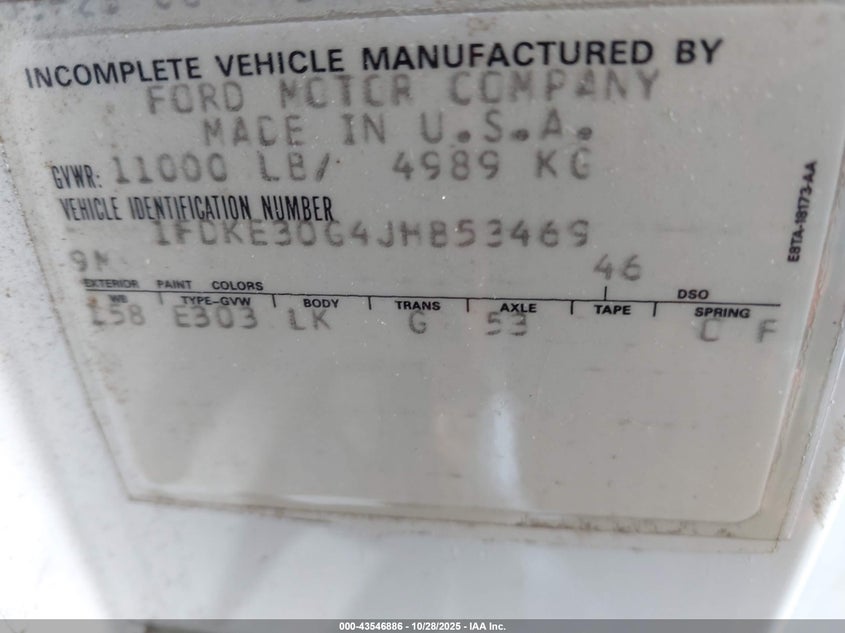 INCOMPLETE VEHICLE MANUFACTURED BY
FORD MOTOR COMPANY
MADE IN U.S.A.
GVWR: 11000 LB/ 4989 KG
VEHICLE IDENTIFICATION NUMBER
1FDKE30G4JHB53469
9M 46
EXTERIOR PAINT COLORS DSO
WB TYPE-GVW BODY TRANS AXLE TAPE SPRING
158 E303 LK G 53 C F
E8TA-18173-AA
000-43546886 - 10/28/2025 - IAA Inc.